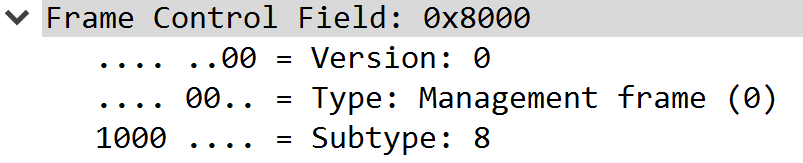 Frame Control Field: 0x8000
.... ..00 = Version: 0
.... 00.. = Type: Management frame (0)
1000 .... = Subtype: 8